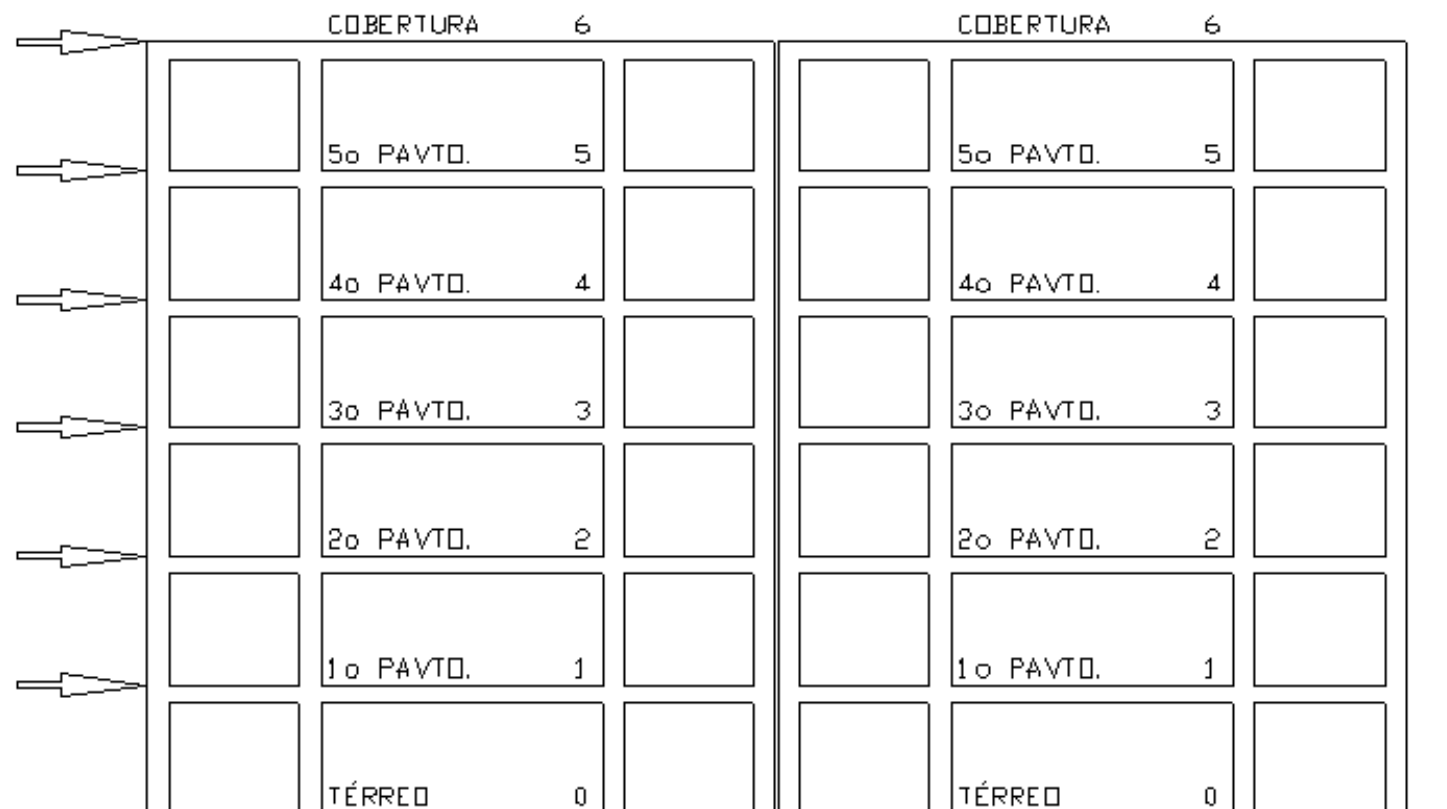 COBERTURA 6 COBERTURA 6
5o PAVTO. 5 5o PAVTO. 5
4o PAVTO. 4 4o PAVTO. 4
3o PAVTO. 3 3o PAVTO. 3
2o PAVTO. 2 2o PAVTO. 2
1o PAVTO. 1 1o PAVTO. 1
TÉRREO 0 TÉRREO 0